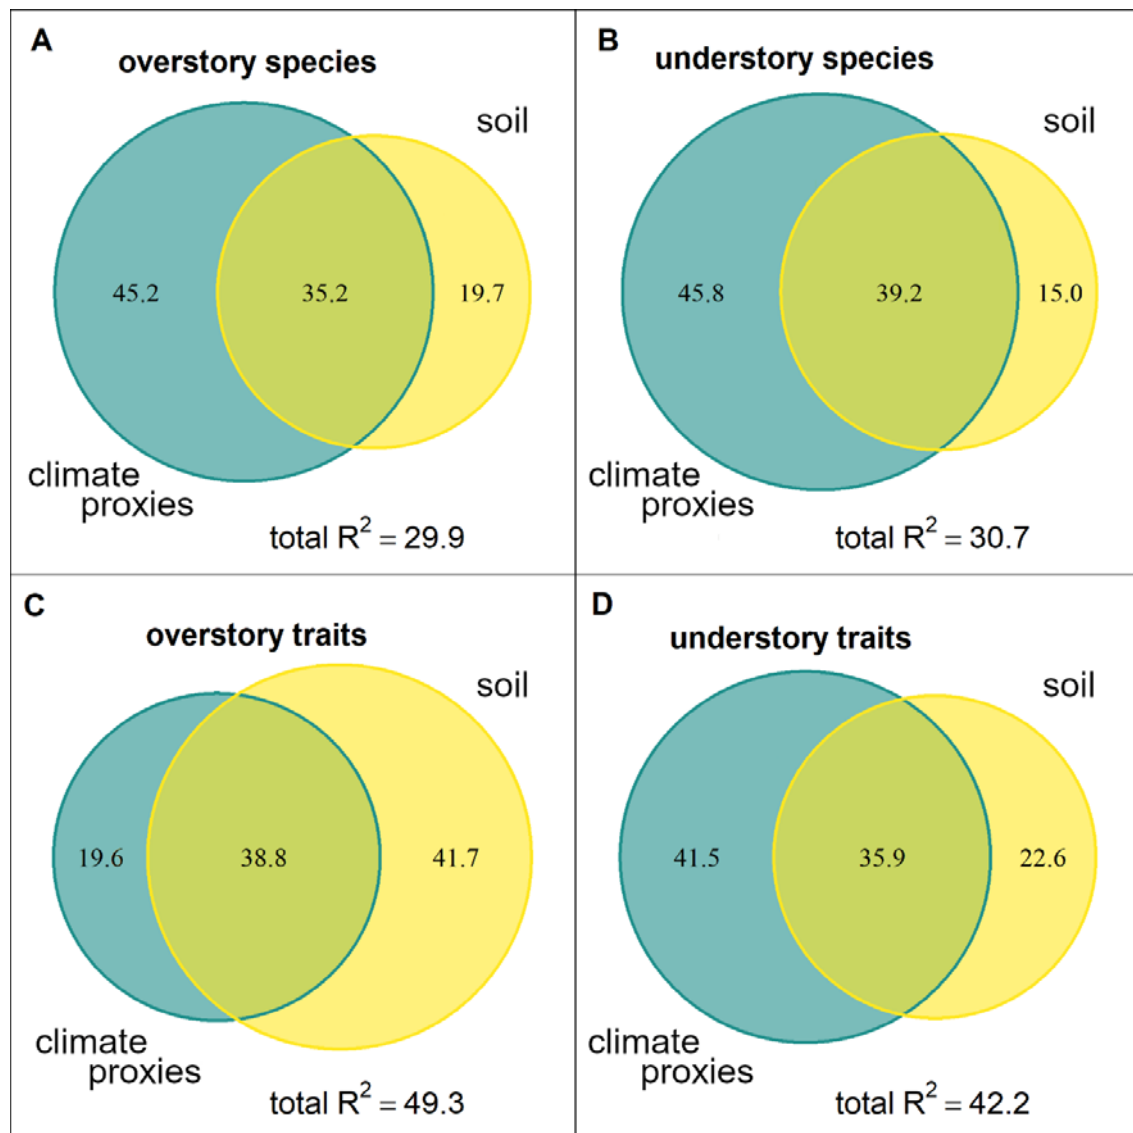 A
overstory species
soil
45.2 35.2 19.7
climate
proxies
total R² = 29.9
B
understory species
soil
45.8 39.2 15.0
climate
proxies
total R² = 30.7
C
overstory traits
soil
19.6 38.8 41.7
climate
proxies
total R² = 49.3
D
understory traits
soil
41.5 35.9 22.6
climate
proxies
total R² = 42.2